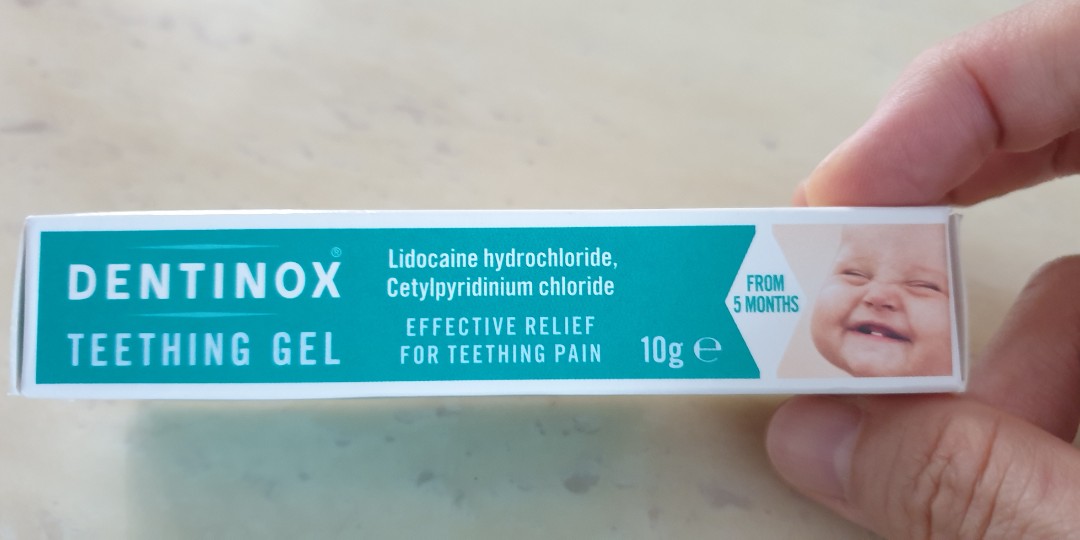 DENTINOX®
TEETHING GEL
Lidocaine hydrochloride,
Cetylpyridinium chloride
EFFECTIVE RELIEF
FOR TEETHING PAIN
10g ℮
FROM
5 MONTHS